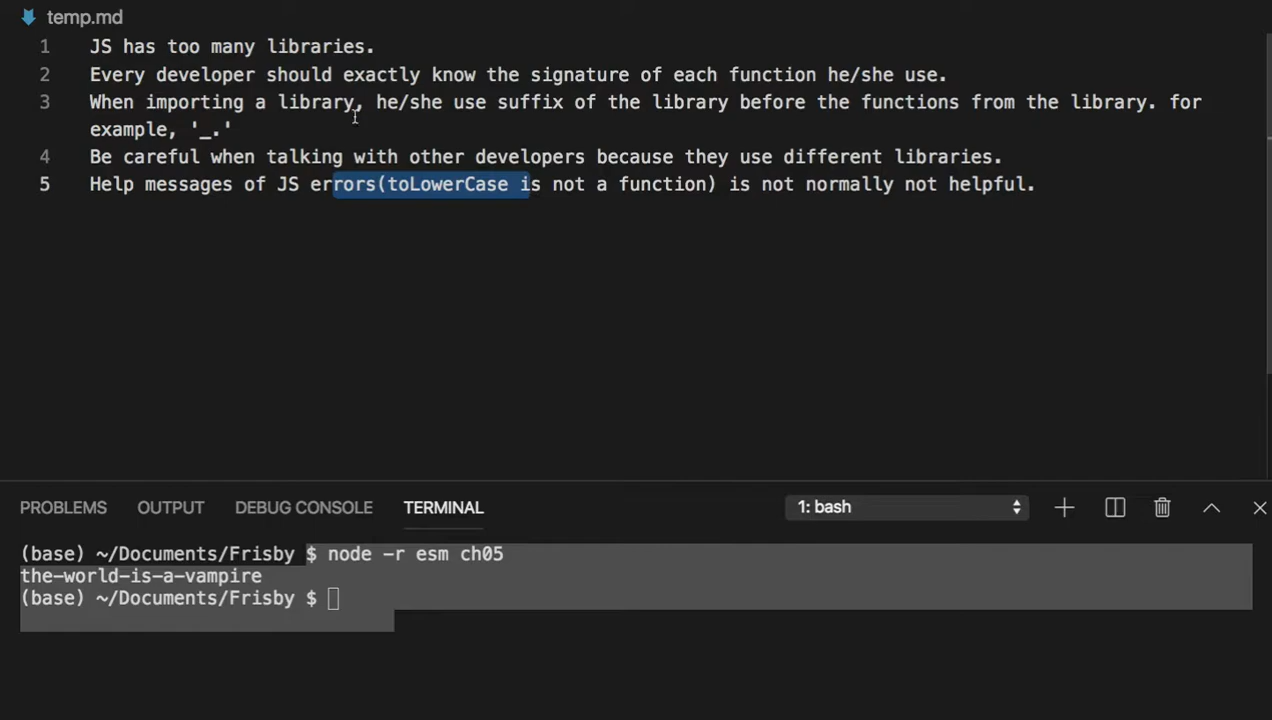 temp.md
1 JS has too many libraries.
2 Every developer should exactly know the signature of each function he/she use.
3 When importing a library, he/she use suffix of the library before the functions from the library. for
example, '_.'
4 Be careful when talking with other developers because they use different libraries.
5 Help messages of JS errors(toLowerCase is not a function) is not normally not helpful.
PROBLEMS OUTPUT DEBUG CONSOLE TERMINAL 1: bash
(base) ~/Documents/Frisby $ node -r esm ch05
the-world-is-a-vampire
(base) ~/Documents/Frisby $